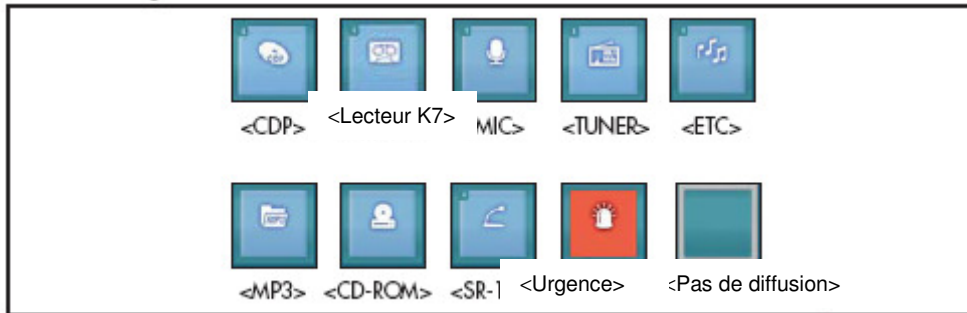 <CDP> <Lecteur K7> MIC> <TUNER> <ETC>
<MP3> <CD-ROM> <SR-1 <Urgence> <Pas de diffusion>